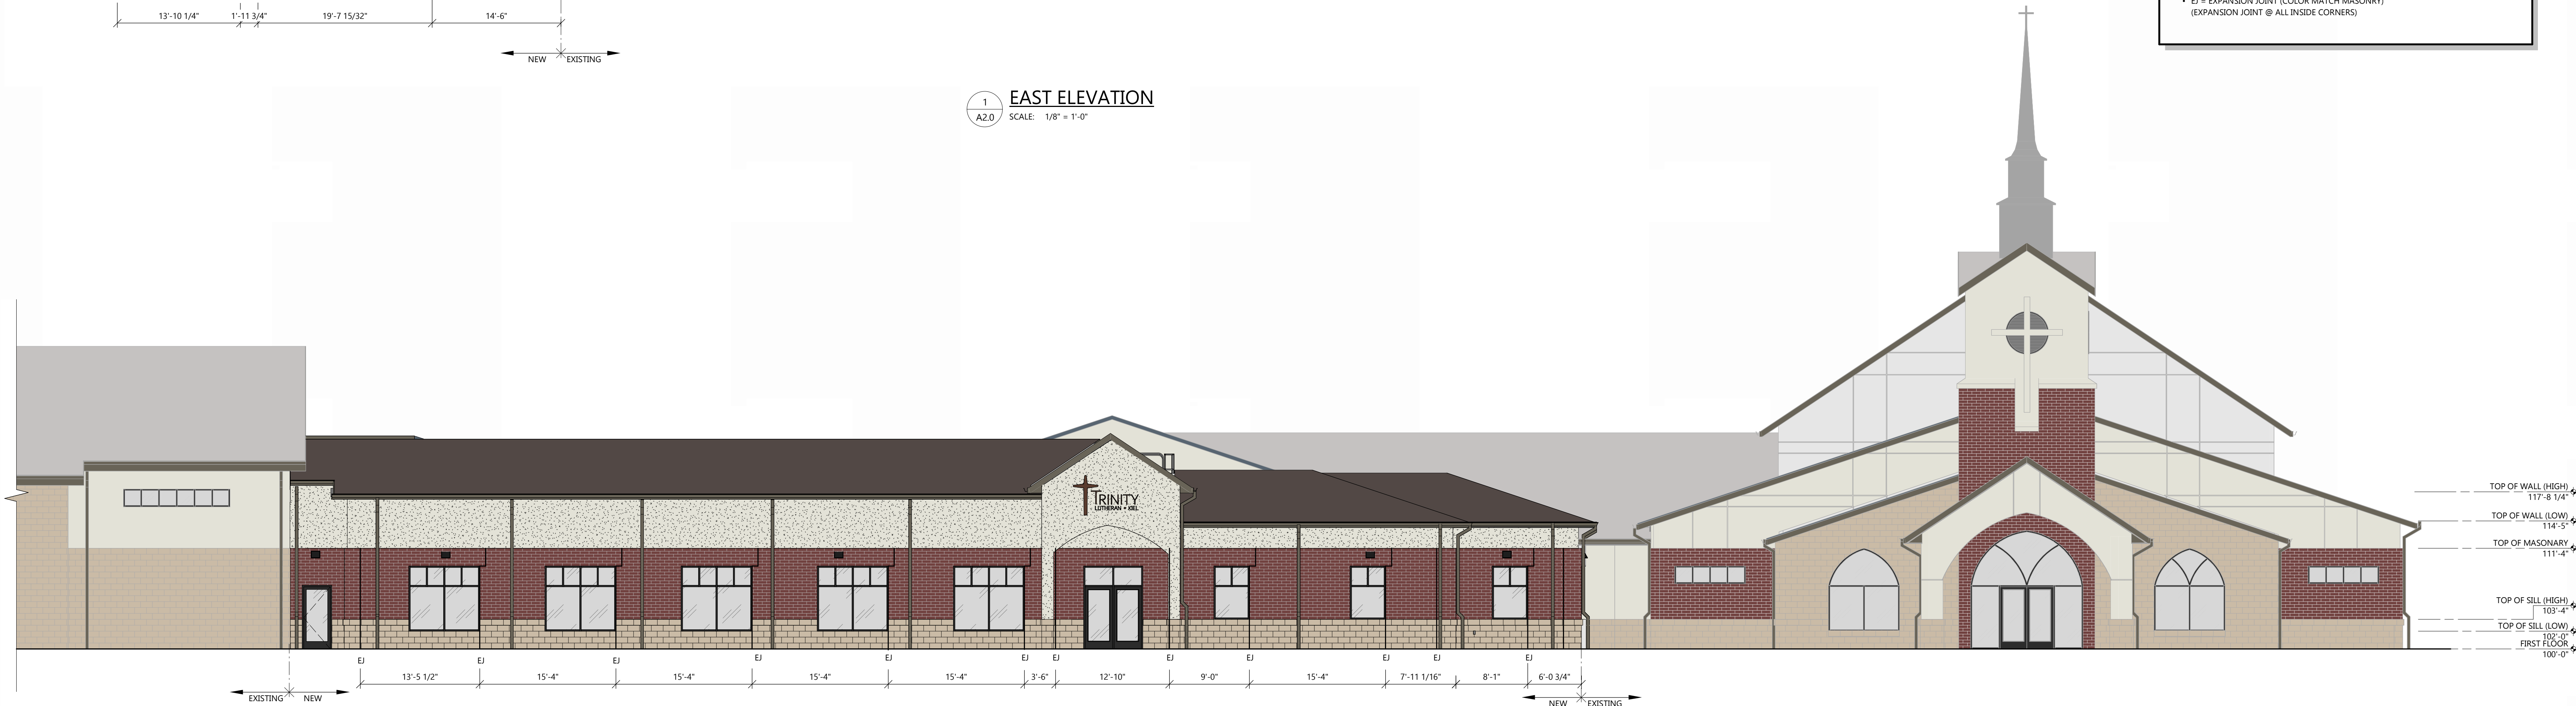 • EJ = EXPANSION JOINT (COLOR MATCH MASONRY)
(EXPANSION JOINT @ ALL INSIDE CORNERS)
13'-10 1/4" 1'-11 3/4" 19'-7 15/32" 14'-6"
NEW EXISTING
1
A2.0
EAST ELEVATION
SCALE: 1/8" = 1'-0"
TRINITY
LUTHERAN • KIEL
TOP OF WALL (HIGH)
117'-8 1/4"
TOP OF WALL (LOW)
114'-5"
TOP OF MASONARY
111'-4"
TOP OF SILL (HIGH)
103'-4"
TOP OF SILL (LOW)
102'-0"
FIRST FLOOR
100'-0"
EJ EJ EJ EJ EJ EJ EJ EJ EJ EJ EJ EJ
13'-5 1/2" 15'-4" 15'-4" 15'-4" 15'-4" 3'-6" 12'-10" 9'-0" 15'-4" 7'-11 1/16" 8'-1" 6'-0 3/4"
EXISTING NEW
NEW EXISTING